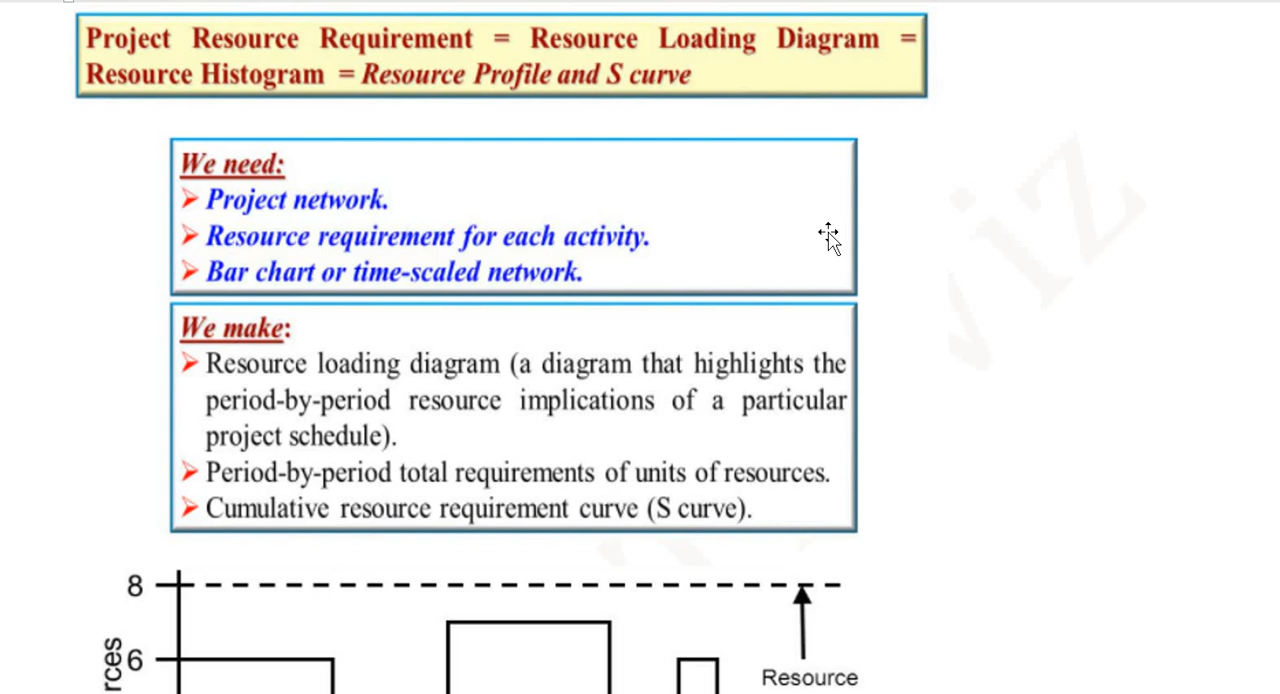 Project Resource Requirement = Resource Loading Diagram =
Resource Histogram = Resource Profile and S curve
We need:
➢ Project network.
➢ Resource requirement for each activity.
➢ Bar chart or time-scaled network.
We make:
➢ Resource loading diagram (a diagram that highlights the
period-by-period resource implications of a particular
project schedule).
➢ Period-by-period total requirements of units of resources.
➢ Cumulative resource requirement curve (S curve).
8
6
Resource